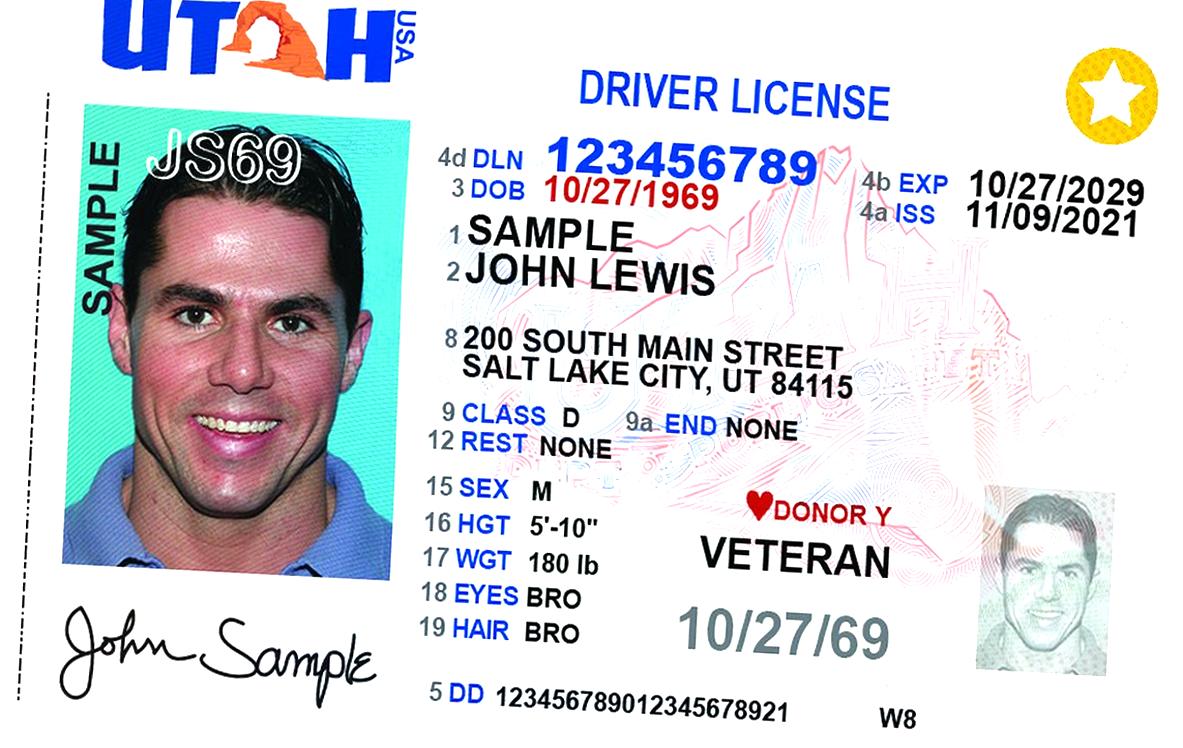 UTAH USA
DRIVER LICENSE
SAMPLE
JS69
4d DLN 123456789
3 DOB 10/27/1969
4b EXP 10/27/2029
4a ISS 11/09/2021
1 SAMPLE
2 JOHN LEWIS
8 200 SOUTH MAIN STREET
SALT LAKE CITY, UT 84115
9 CLASS D 9a END NONE
12 REST NONE
15 SEX M
16 HGT 5'-10"
17 WGT 180 lb
18 EYES BRO
19 HAIR BRO
DONOR Y
VETERAN
10/27/69
John Sample
5 DD 123456789012345678921 W8